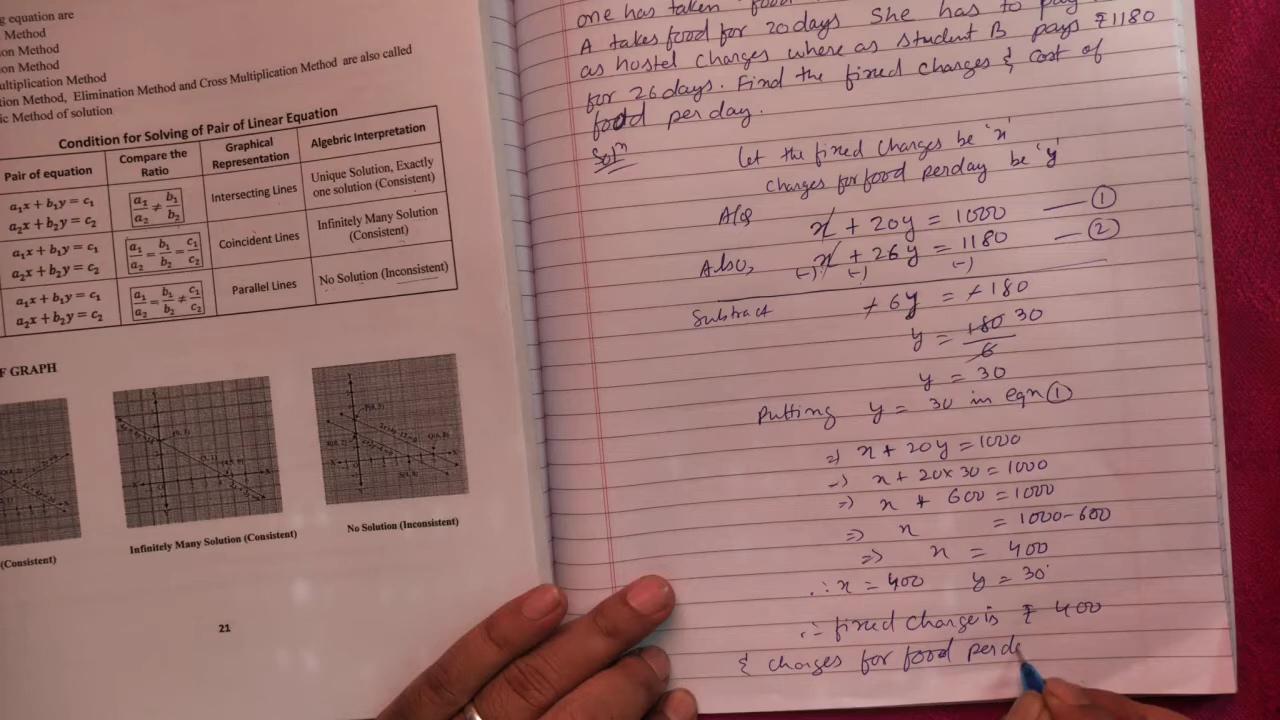 g equation are
Method
on Method
on Method
ultiplication Method
tion Method, Elimination Method and Cross Multiplication Method are also called
ic Method of solution
Condition for Solving of Pair of Linear Equation
Pair of equation
Compare the Ratio
Graphical Representation
Algebric Interpretation
a₁x + b₁y = c₁
a₂x + b₂y = c₂
a₁/a₂ ≠ b₁/b₂
Intersecting Lines
Unique Solution, Exactly
one solution (Consistent)
a₁x + b₁y = c₁
a₂x + b₂y = c₂
a₁/a₂ = b₁/b₂ = c₁/c₂
Coincident Lines
Infinitely Many Solution
(Consistent)
a₁x + b₁y = c₁
a₂x + b₂y = c₂
a₁/a₂ = b₁/b₂ ≠ c₁/c₂
Parallel Lines
No Solution (Inconsistent)
F GRAPH
(Consistent)
Infinitely Many Solution (Consistent)
No Solution (Inconsistent)
21
one has taken food
A takes food for 20 days She has to pay
as hostel charges where as student B pays ₹1180
for 26 days. Find the fixed charges & cost of
food per day.
Solⁿ
Let the fixed charges be 'x'
charges for food perday be 'y'
A/Q x + 20y = 1000 — ①
Also, x + 26y = 1180 — ②
(-) (-) (-)
Subtract - 6y = -180
y = 180/6 30
y = 30
Putting y = 30 in eqn ①
⇒ x + 20y = 1000
⇒ x + 20x30 = 1000
⇒ x + 600 = 1000
⇒ x = 1000-600
⇒ x = 400
∴ x = 400 y = 30
∴ fixed charge is ₹ 400
& charges for food perd